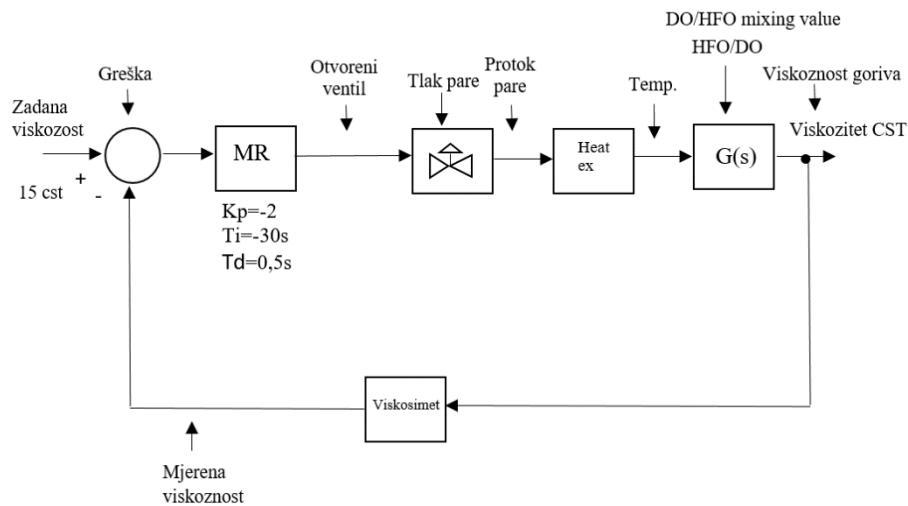 DO/HFO mixing value
HFO/DO
Greška
Otvoreni
ventil
Tlak pare
Protok
pare
Temp.
Viskoznost goriva
Zadana
viskozost
MR
Heat
ex
G(s)
Viskozitet CST
+
15 cst
-
Kp=-2
Ti=-30s
Td=0,5s
Viskosimet
Mjerena
viskoznost